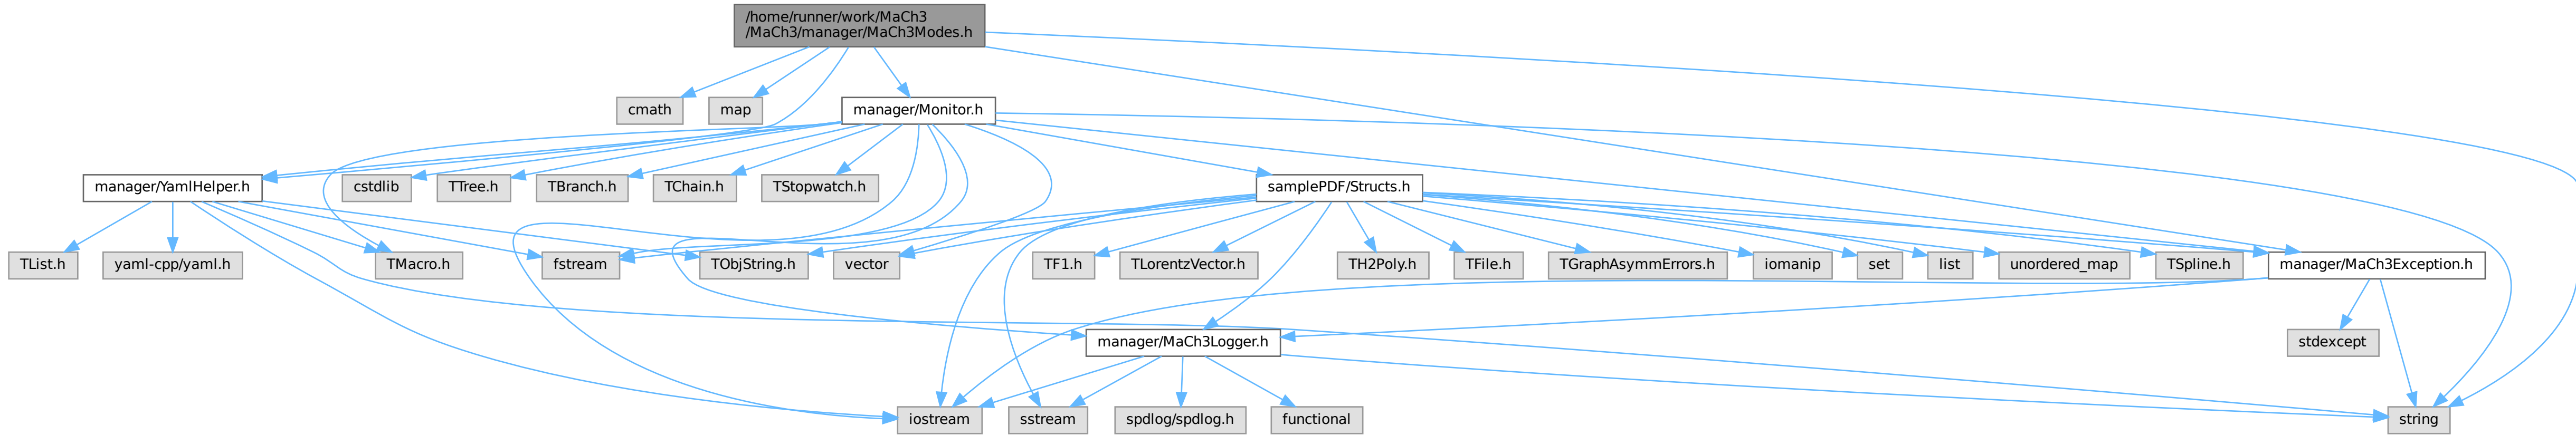 /home/runner/work/MaCh3
/MaCh3/manager/MaCh3Modes.h
cmath
map
manager/Monitor.h
manager/YamlHelper.h
cstdlib
TTree.h
TBranch.h
TChain.h
TStopwatch.h
samplePDF/Structs.h
TList.h
yaml-cpp/yaml.h
TMacro.h
fstream
TObjString.h
vector
TF1.h
TLorentzVector.h
TH2Poly.h
TFile.h
TGraphAsymmErrors.h
iomanip
set
list
unordered_map
TSpline.h
manager/MaCh3Exception.h
manager/MaCh3Logger.h
stdexcept
iostream
sstream
spdlog/spdlog.h
functional
string